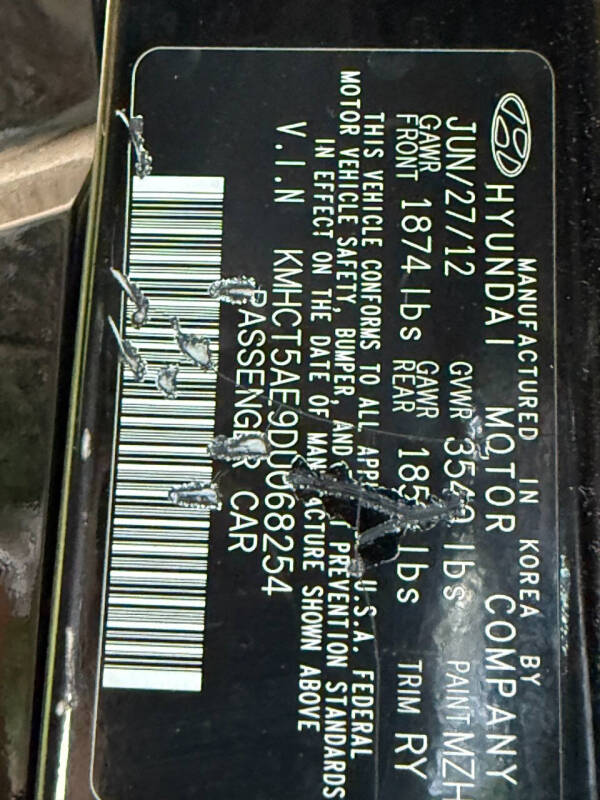 MANUFACTURED IN KOREA BY
HYUNDAI MOTOR COMPANY
JUN/27/12 GVWR lbs PAINT MZH
GAWR FRONT 1874 lbs GAWR REAR lbs TRIM RY
THIS VEHICLE CONFORMS TO ALL U.S.A. FEDERAL
MOTOR VEHICLE SAFETY, BUMPER, AND PREVENTION STANDARDS
IN EFFECT ON THE DATE OF MANUFACTURE SHOWN ABOVE
V.I.N KMHCT5AE9DU068254
PASSENGER CAR